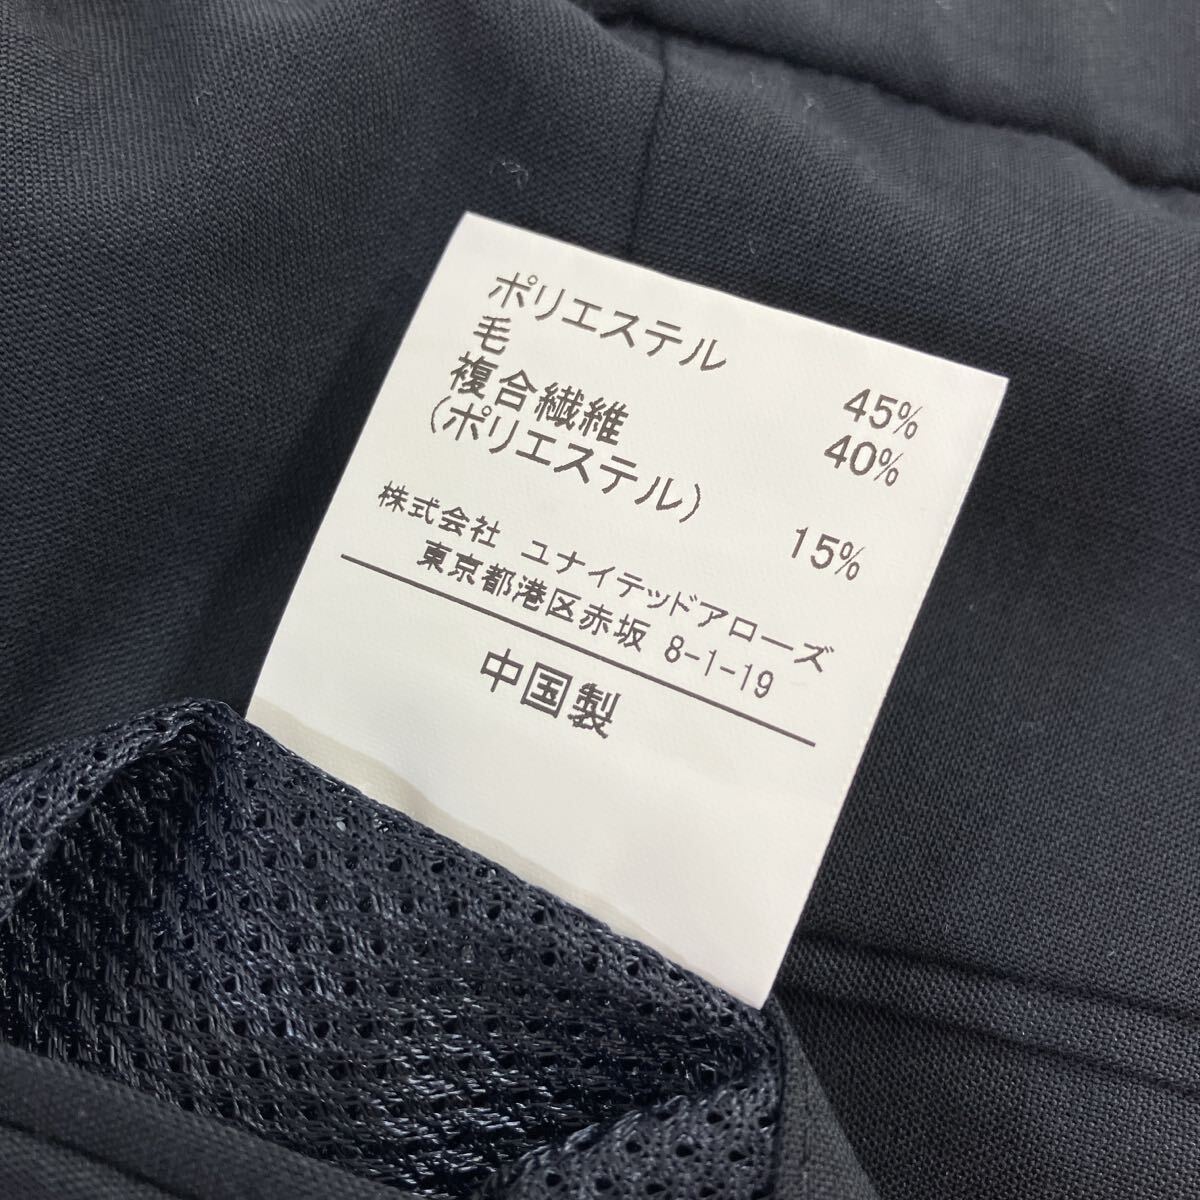 ポリエステル 45%
毛 40%
複合繊維
(ポリエステル) 15%
株式会社 ユナイテッドアローズ
東京都港区赤坂 8-1-19
中国製